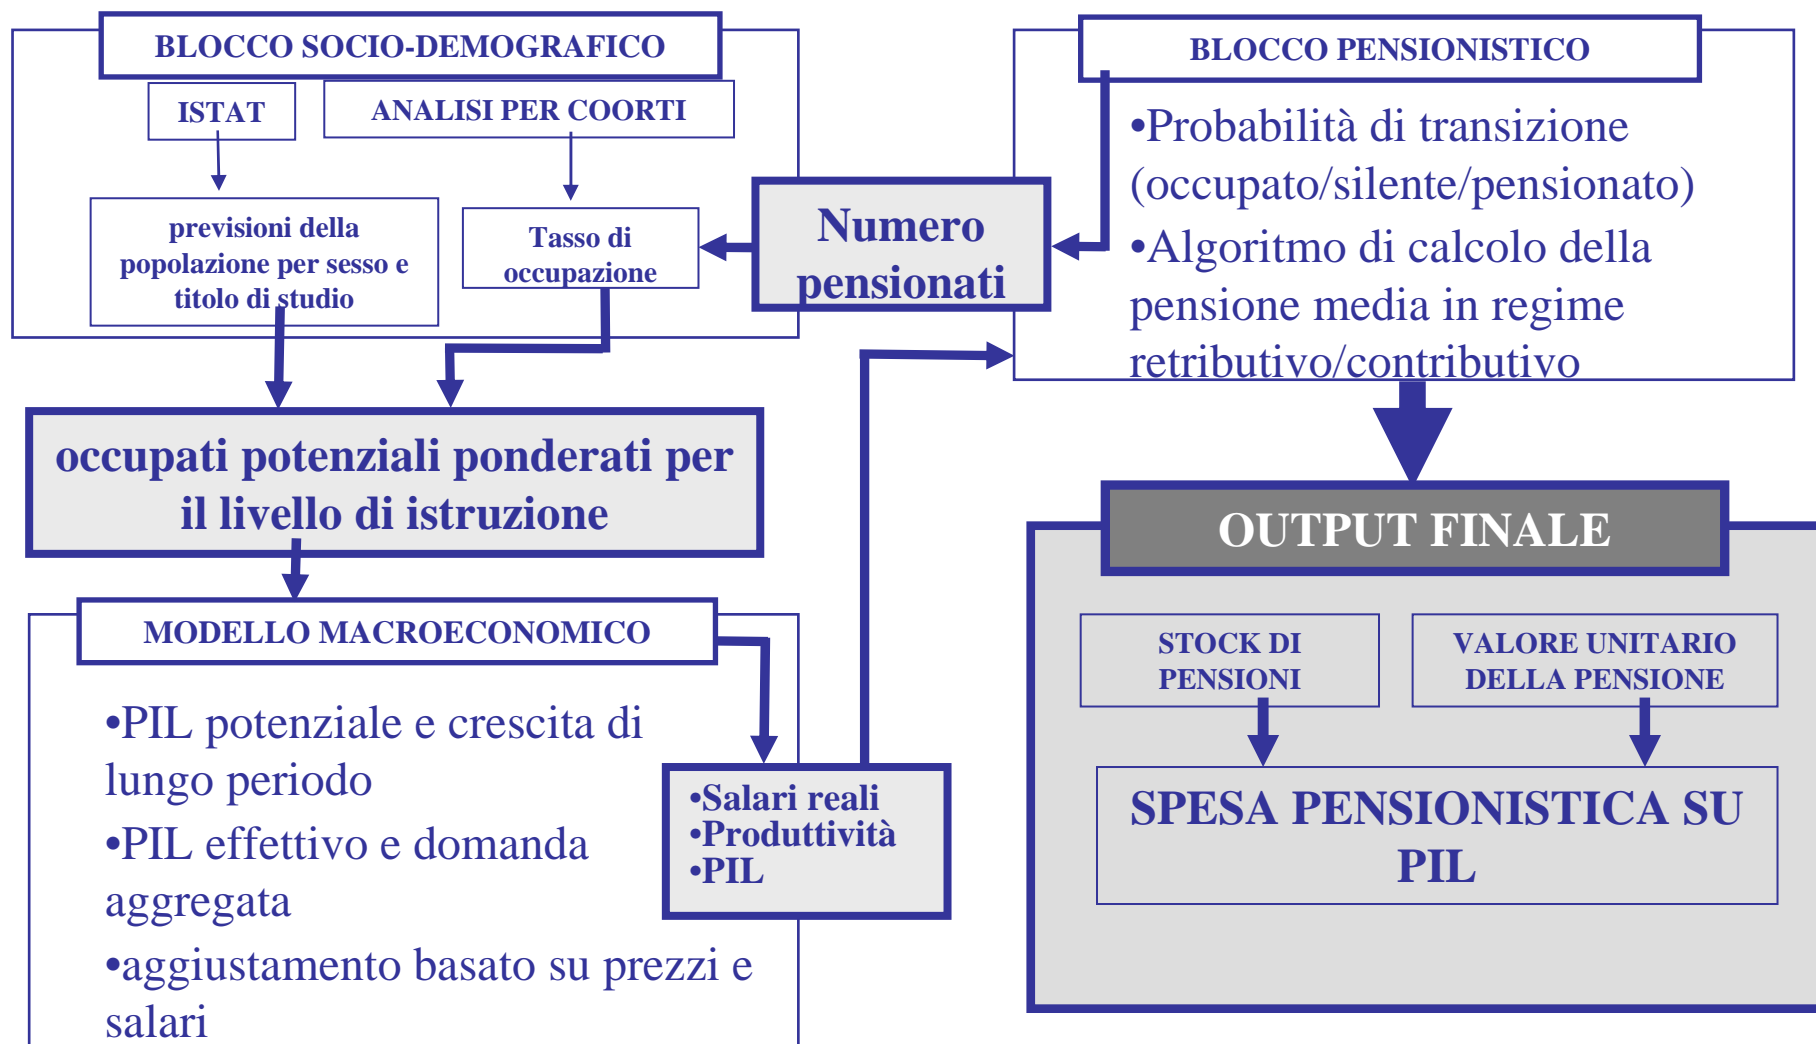 BLOCCO SOCIO-DEMOGRAFICO
ISTAT
ANALISI PER COORTI
previsioni della
popolazione per sesso e
titolo di studio
Tasso di
occupazione
Numero
pensionati
BLOCCO PENSIONISTICO
•Probabilità di transizione
(occupato/silente/pensionato)
•Algoritmo di calcolo della
pensione media in regime
retributivo/contributivo
occupati potenziali ponderati per
il livello di istruzione
MODELLO MACROECONOMICO
•PIL potenziale e crescita di
lungo periodo
•PIL effettivo e domanda
aggregata
•aggiustamento basato su prezzi e
salari
•Salari reali
•Produttività
•PIL
OUTPUT FINALE
STOCK DI
PENSIONI
VALORE UNITARIO
DELLA PENSIONE
SPESA PENSIONISTICA SU
PIL